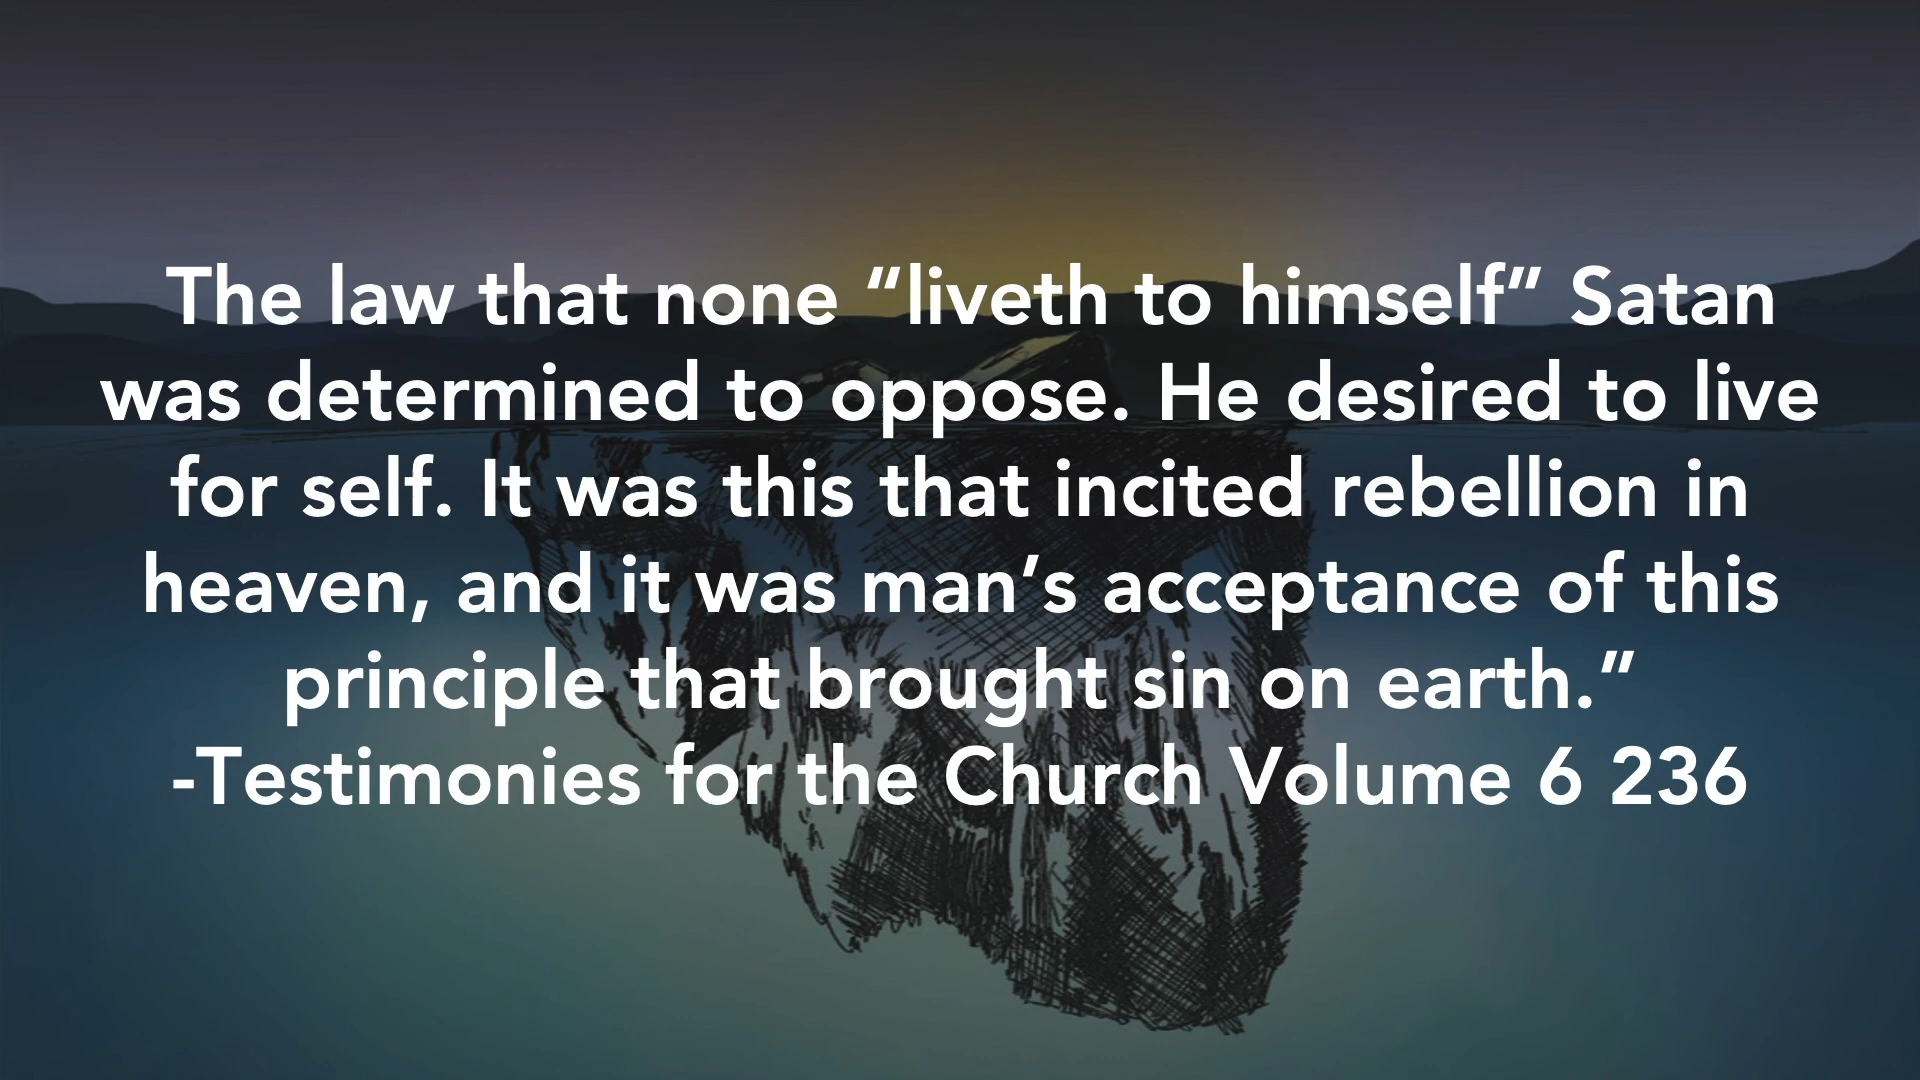 The law that none “liveth to himself” Satan
was determined to oppose. He desired to live
for self. It was this that incited rebellion in
heaven, and it was man’s acceptance of this
principle that brought sin on earth.”
-Testimonies for the Church Volume 6 236